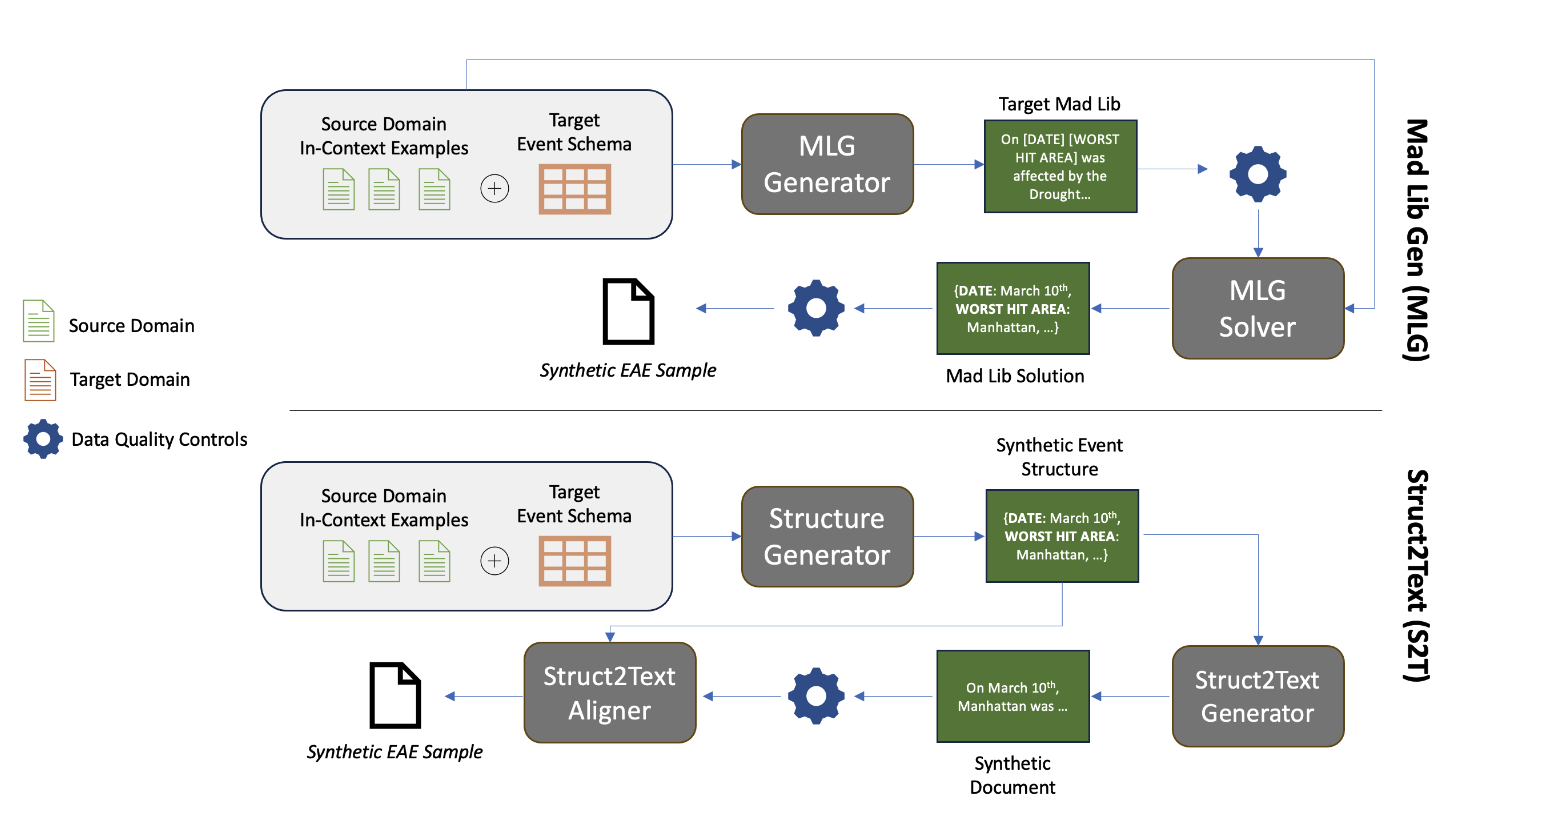 Source Domain
In-Context Examples
Target
Event Schema
MLG
Generator
Target Mad Lib
On [DATE] [WORST
HIT AREA] was
affected by the
Drought...
MLG
Solver
{DATE: March 10th,
WORST HIT AREA:
Manhattan, ...}
Mad Lib Solution
Synthetic EAE Sample
Mad Lib Gen (MLG)
Source Domain
Target Domain
Data Quality Controls
Source Domain
In-Context Examples
Target
Event Schema
Structure
Generator
Synthetic Event
Structure
{DATE: March 10th,
WORST HIT AREA:
Manhattan, ...}
Struct2Text
Generator
On March 10th,
Manhattan was ...
Synthetic
Document
Struct2Text
Aligner
Synthetic EAE Sample
Struct2Text (S2T)